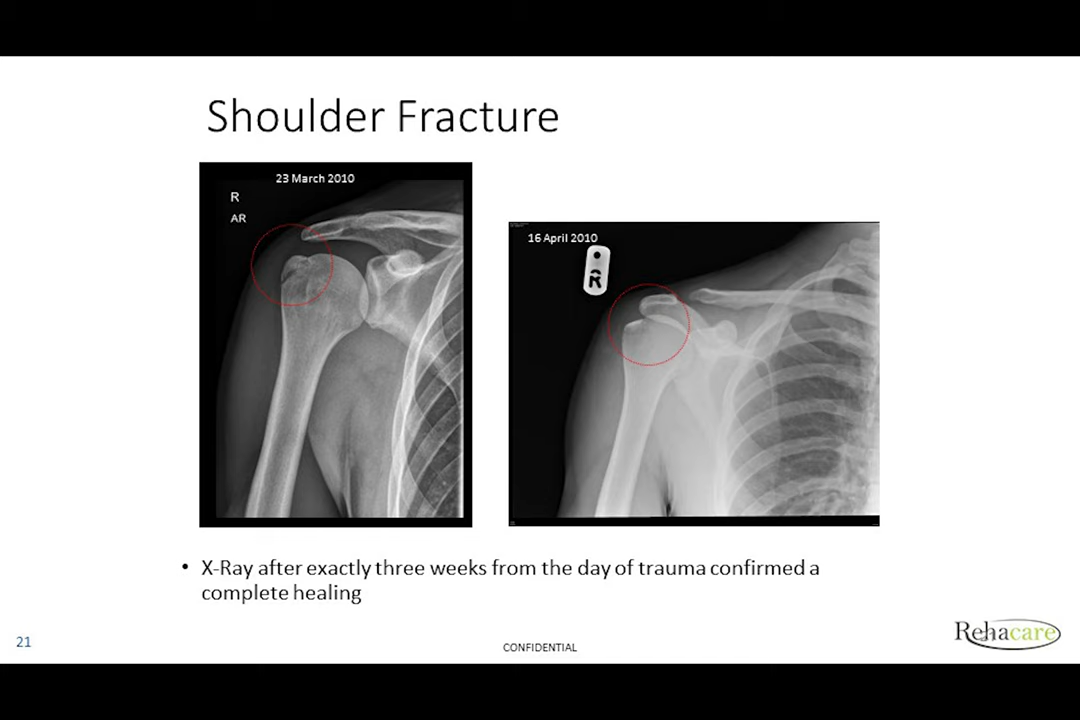 Shoulder Fracture
23 March 2010
R
AR
16 April 2010
R
• X-Ray after exactly three weeks from the day of trauma confirmed a
complete healing
21
CONFIDENTIAL
Rehacare